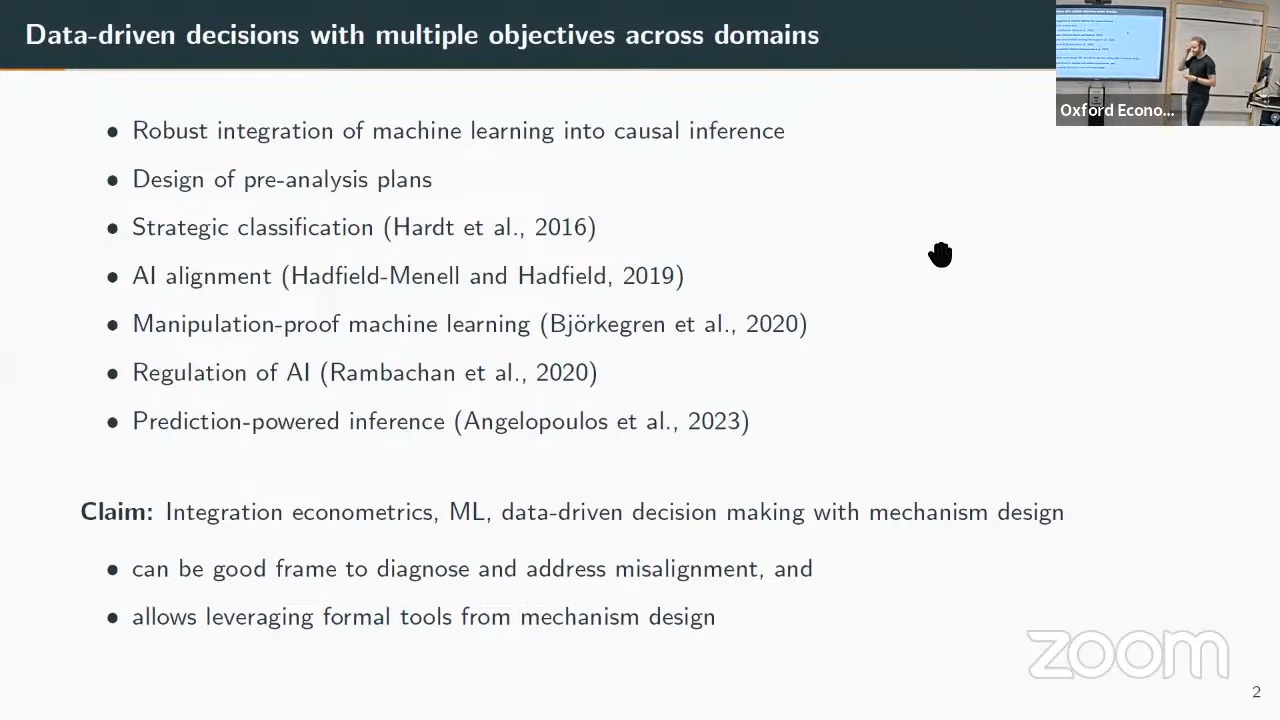 Data-driven decisions with multiple objectives across domains
Oxford Econo...
● Robust integration of machine learning into causal inference
● Design of pre-analysis plans
● Strategic classification (Hardt et al., 2016)
● AI alignment (Hadfield-Menell and Hadfield, 2019)
● Manipulation-proof machine learning (Björkegren et al., 2020)
● Regulation of AI (Rambachan et al., 2020)
● Prediction-powered inference (Angelopoulos et al., 2023)
Claim: Integration econometrics, ML, data-driven decision making with mechanism design
● can be good frame to diagnose and address misalignment, and
● allows leveraging formal tools from mechanism design
zoom
2